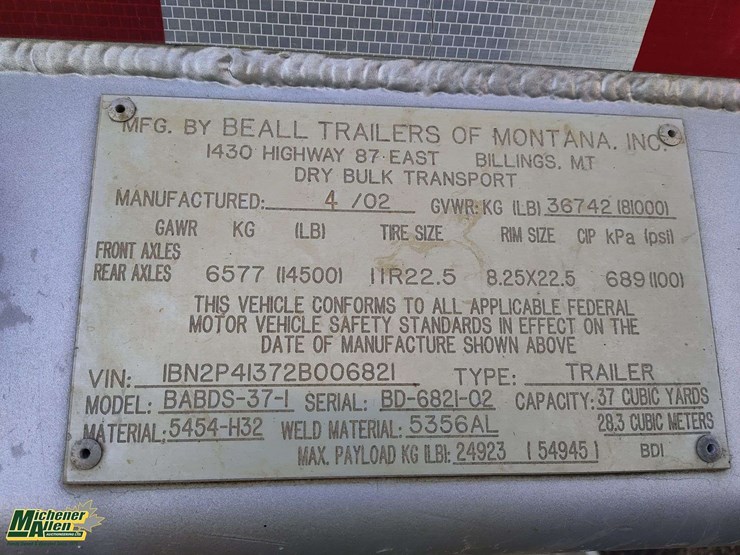 MFG. BY BEALL TRAILERS OF MONTANA, INC.
1430 HIGHWAY 87 EAST BILLINGS, MT
DRY BULK TRANSPORT
MANUFACTURED: 4 /02 GVWR: KG (LB) 36742 (81000)
GAWR KG (LB) TIRE SIZE RIM SIZE CIP kPa (psi)
FRONT AXLES
REAR AXLES 6577 (14500) 11R22.5 8.25X22.5 689 (100)
THIS VEHICLE CONFORMS TO ALL APPLICABLE FEDERAL
MOTOR VEHICLE SAFETY STANDARDS IN EFFECT ON THE
DATE OF MANUFACTURE SHOWN ABOVE
VIN: 1BN2P41372B006821 TYPE: TRAILER
MODEL: BABDS-37-1 SERIAL: BD-6821-02 CAPACITY: 37 CUBIC YARDS
MATERIAL: 5454-H32 WELD MATERIAL: 5356AL 28.3 CUBIC METERS
MAX. PAYLOAD KG (LB): 24923 (54945) BDI
Michener
Allen
AUCTIONEERING LTD.